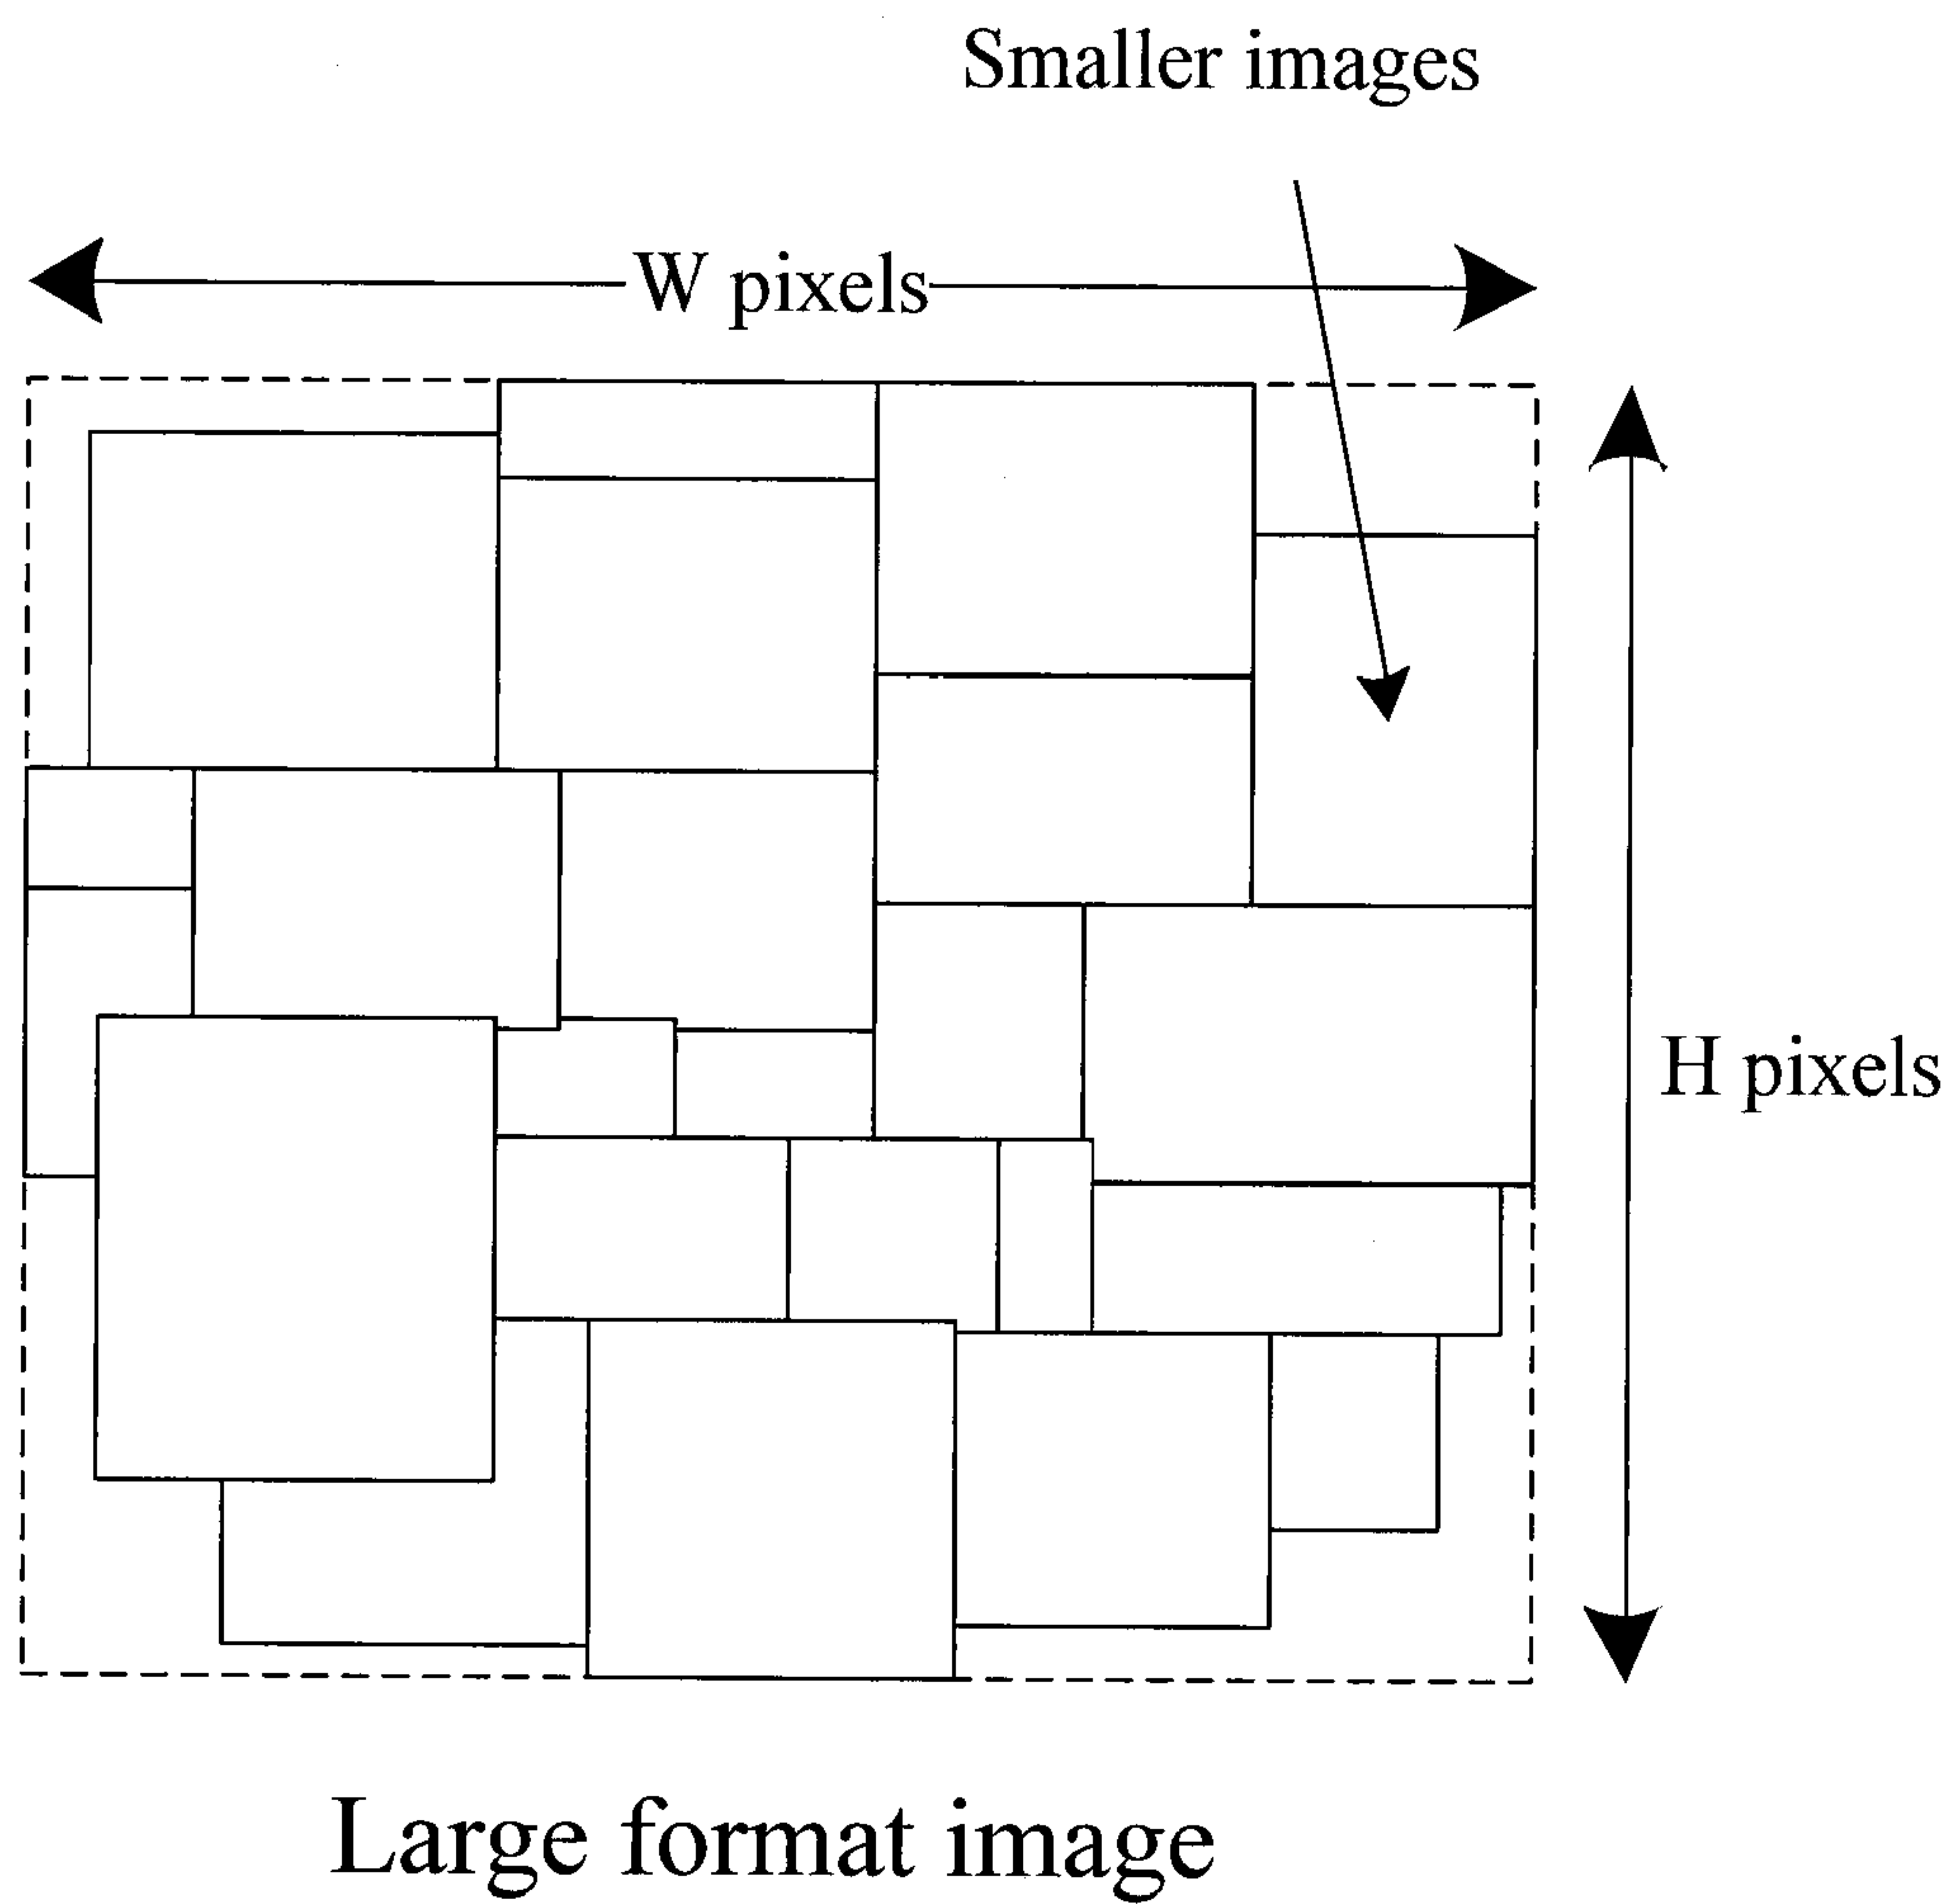 Smaller images
W pixels
H pixels
Large format image